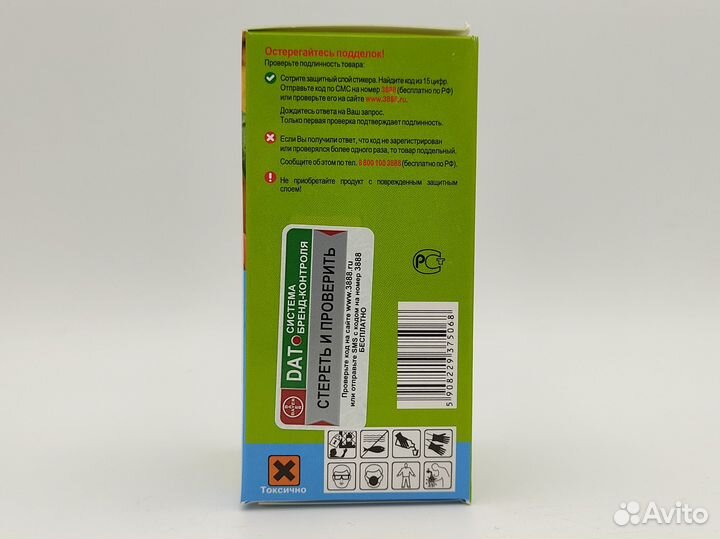 Остерегайтесь подделок!
Проверьте подлинность товара:
Сотрите защитный слой стикера. Найдите код из 15 цифр.
Отправьте код по СМС на номер 3888 (бесплатно по РФ)
или проверьте его на сайте www.3888.ru.
Дождитесь ответа на Ваш запрос.
Только первая проверка подтверждает подлинность.
Если Вы получили ответ, что код не зарегистрирован
или проверялся более одного раза, то товар поддельный.
Сообщите об этом по тел. 8 800 100 3888 (бесплатно по РФ).
Не приобретайте продукт с поврежденным защитным
слоем!
DAT СИСТЕМА
БРЕНД-КОНТРОЛЯ
СТЕРЕТЬ И ПРОВЕРИТЬ
Проверьте код на сайте www.3888.ru
или отправьте SMS с кодом на номер 3888
БЕСПЛАТНО
BAYER
РСТ
5 908229 375068
Токсично
Avito